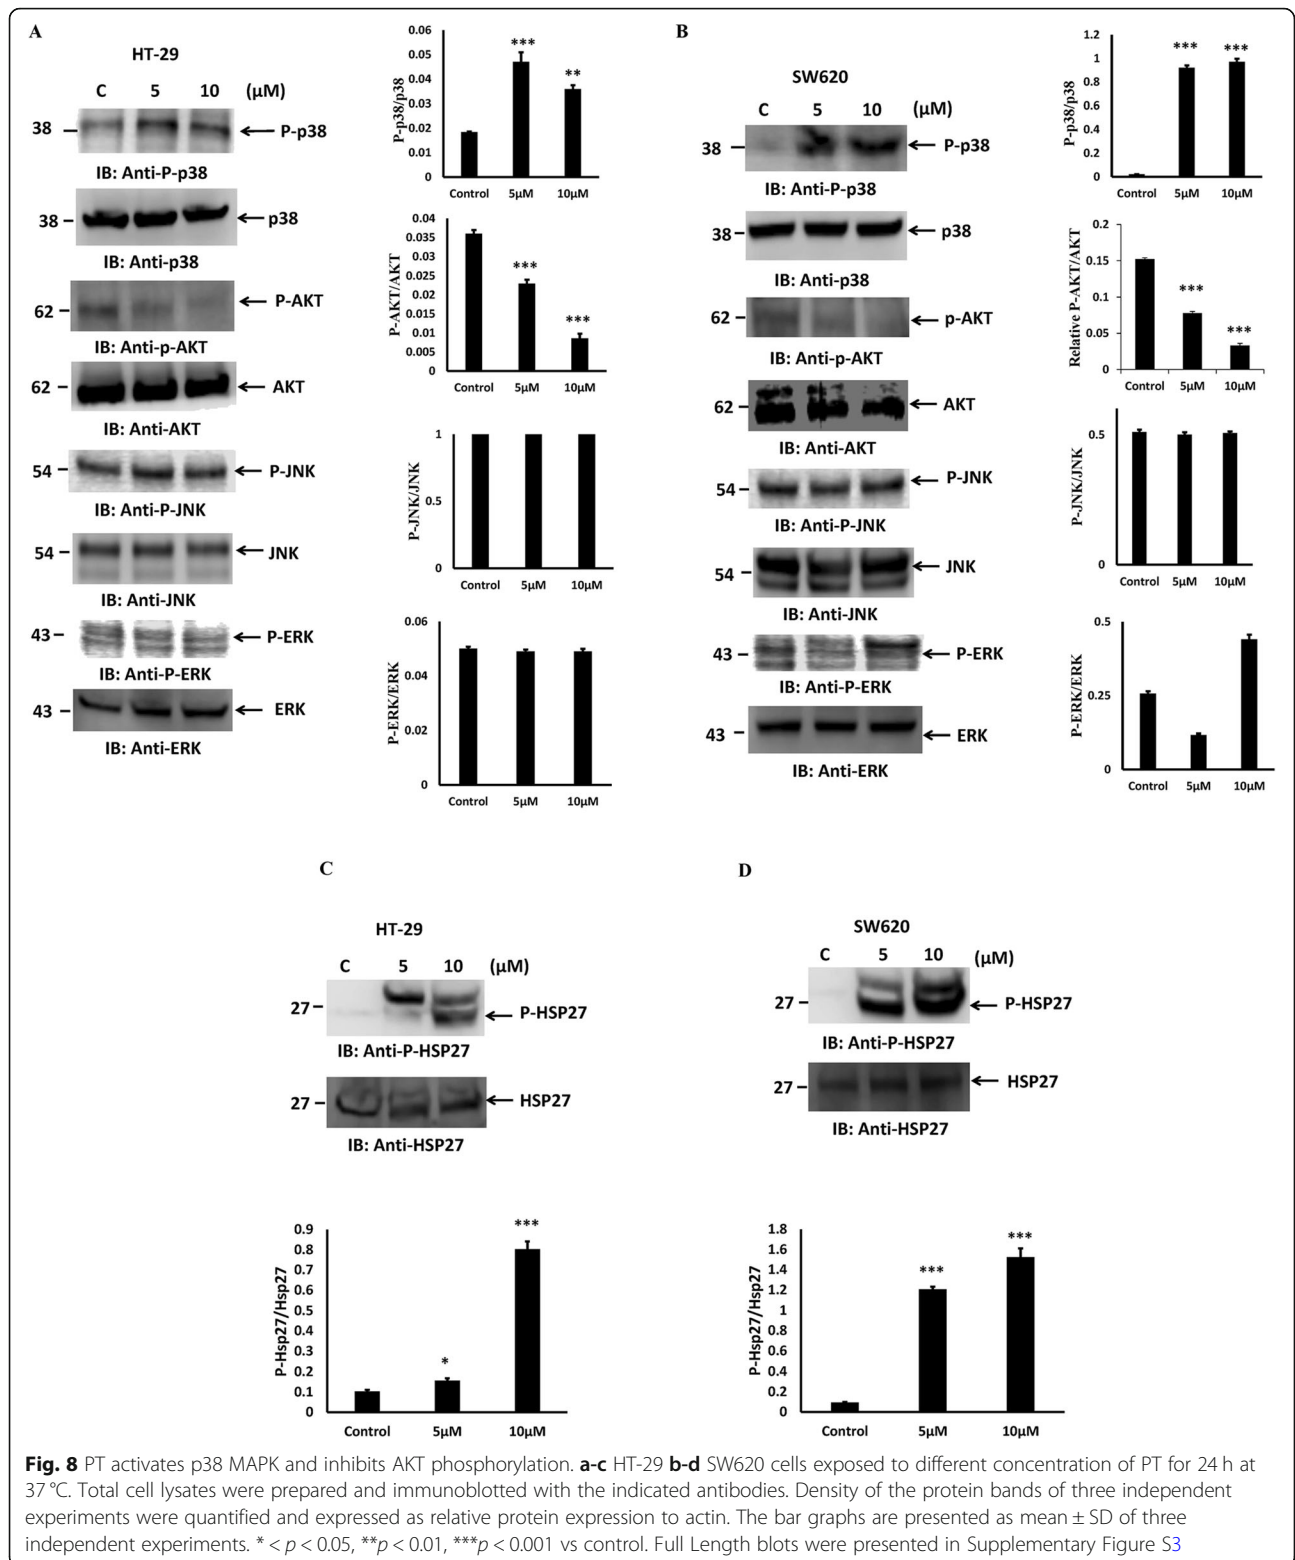 A
HT-29
C 5 10 (μM)
38 P-p38
IB: Anti-P-p38
38 p38
IB: Anti-p38
62 P-AKT
IB: Anti-p-AKT
62 AKT
IB: Anti-AKT
54 P-JNK
IB: Anti-P-JNK
54 JNK
IB: Anti-JNK
43 P-ERK
IB: Anti-P-ERK
43 ERK
IB: Anti-ERK
P-p38/p38
0.06
0.05
0.04
0.03
0.02
0.01
0
*** **
Control 5μM 10μM
P-AKT/AKT
0.04
0.035
0.03
0.025
0.02
0.015
0.01
0.005
0
*** ***
Control 5μM 10μM
P-JNK/JNK
1
0.5
0
Control 5μM 10μM
P-ERK/ERK
0.06
0.04
0.02
0
Control 5μM 10μM
B
SW620
C 5 10 (μM)
38 P-p38
IB: Anti-P-p38
38 p38
IB: Anti-p38
62 p-AKT
IB: Anti-p-AKT
62 AKT
IB: Anti-AKT
54 P-JNK
IB: Anti-P-JNK
54 JNK
IB: Anti-JNK
43 P-ERK
IB: Anti-P-ERK
43 ERK
IB: Anti-ERK
P-p38/p38
1.2
1
0.8
0.6
0.4
0.2
0
*** ***
Control 5μM 10μM
Relative P-AKT/AKT
0.2
0.15
0.1
0.05
0
*** ***
Control 5μM 10μM
P-JNK/JNK
0.5
0
Control 5μM 10μM
P-ERK/ERK
0.5
0.25
0
Control 5μM 10μM
C
HT-29
C 5 10 (μM)
27 P-HSP27
IB: Anti-P-HSP27
27 HSP27
IB: Anti-HSP27
P-Hsp27/Hsp27
0.9
0.8
0.7
0.6
0.5
0.4
0.3
0.2
0.1
0
* ***
Control 5μM 10μM
D
SW620
C 5 10 (μM)
27 P-HSP27
IB: Anti-P-HSP27
27 HSP27
IB: Anti-HSP27
P-Hsp27/Hsp27
1.8
1.6
1.4
1.2
1
0.8
0.6
0.4
0.2
0
*** ***
Control 5μM 10μM
Fig. 8 PT activates p38 MAPK and inhibits AKT phosphorylation. a-c HT-29 b-d SW620 cells exposed to different concentration of PT for 24 h at
37 °C. Total cell lysates were prepared and immunoblotted with the indicated antibodies. Density of the protein bands of three independent
experiments were quantified and expressed as relative protein expression to actin. The bar graphs are presented as mean ± SD of three
independent experiments. * < p < 0.05, **p < 0.01, ***p < 0.001 vs control. Full Length blots were presented in Supplementary Figure S3